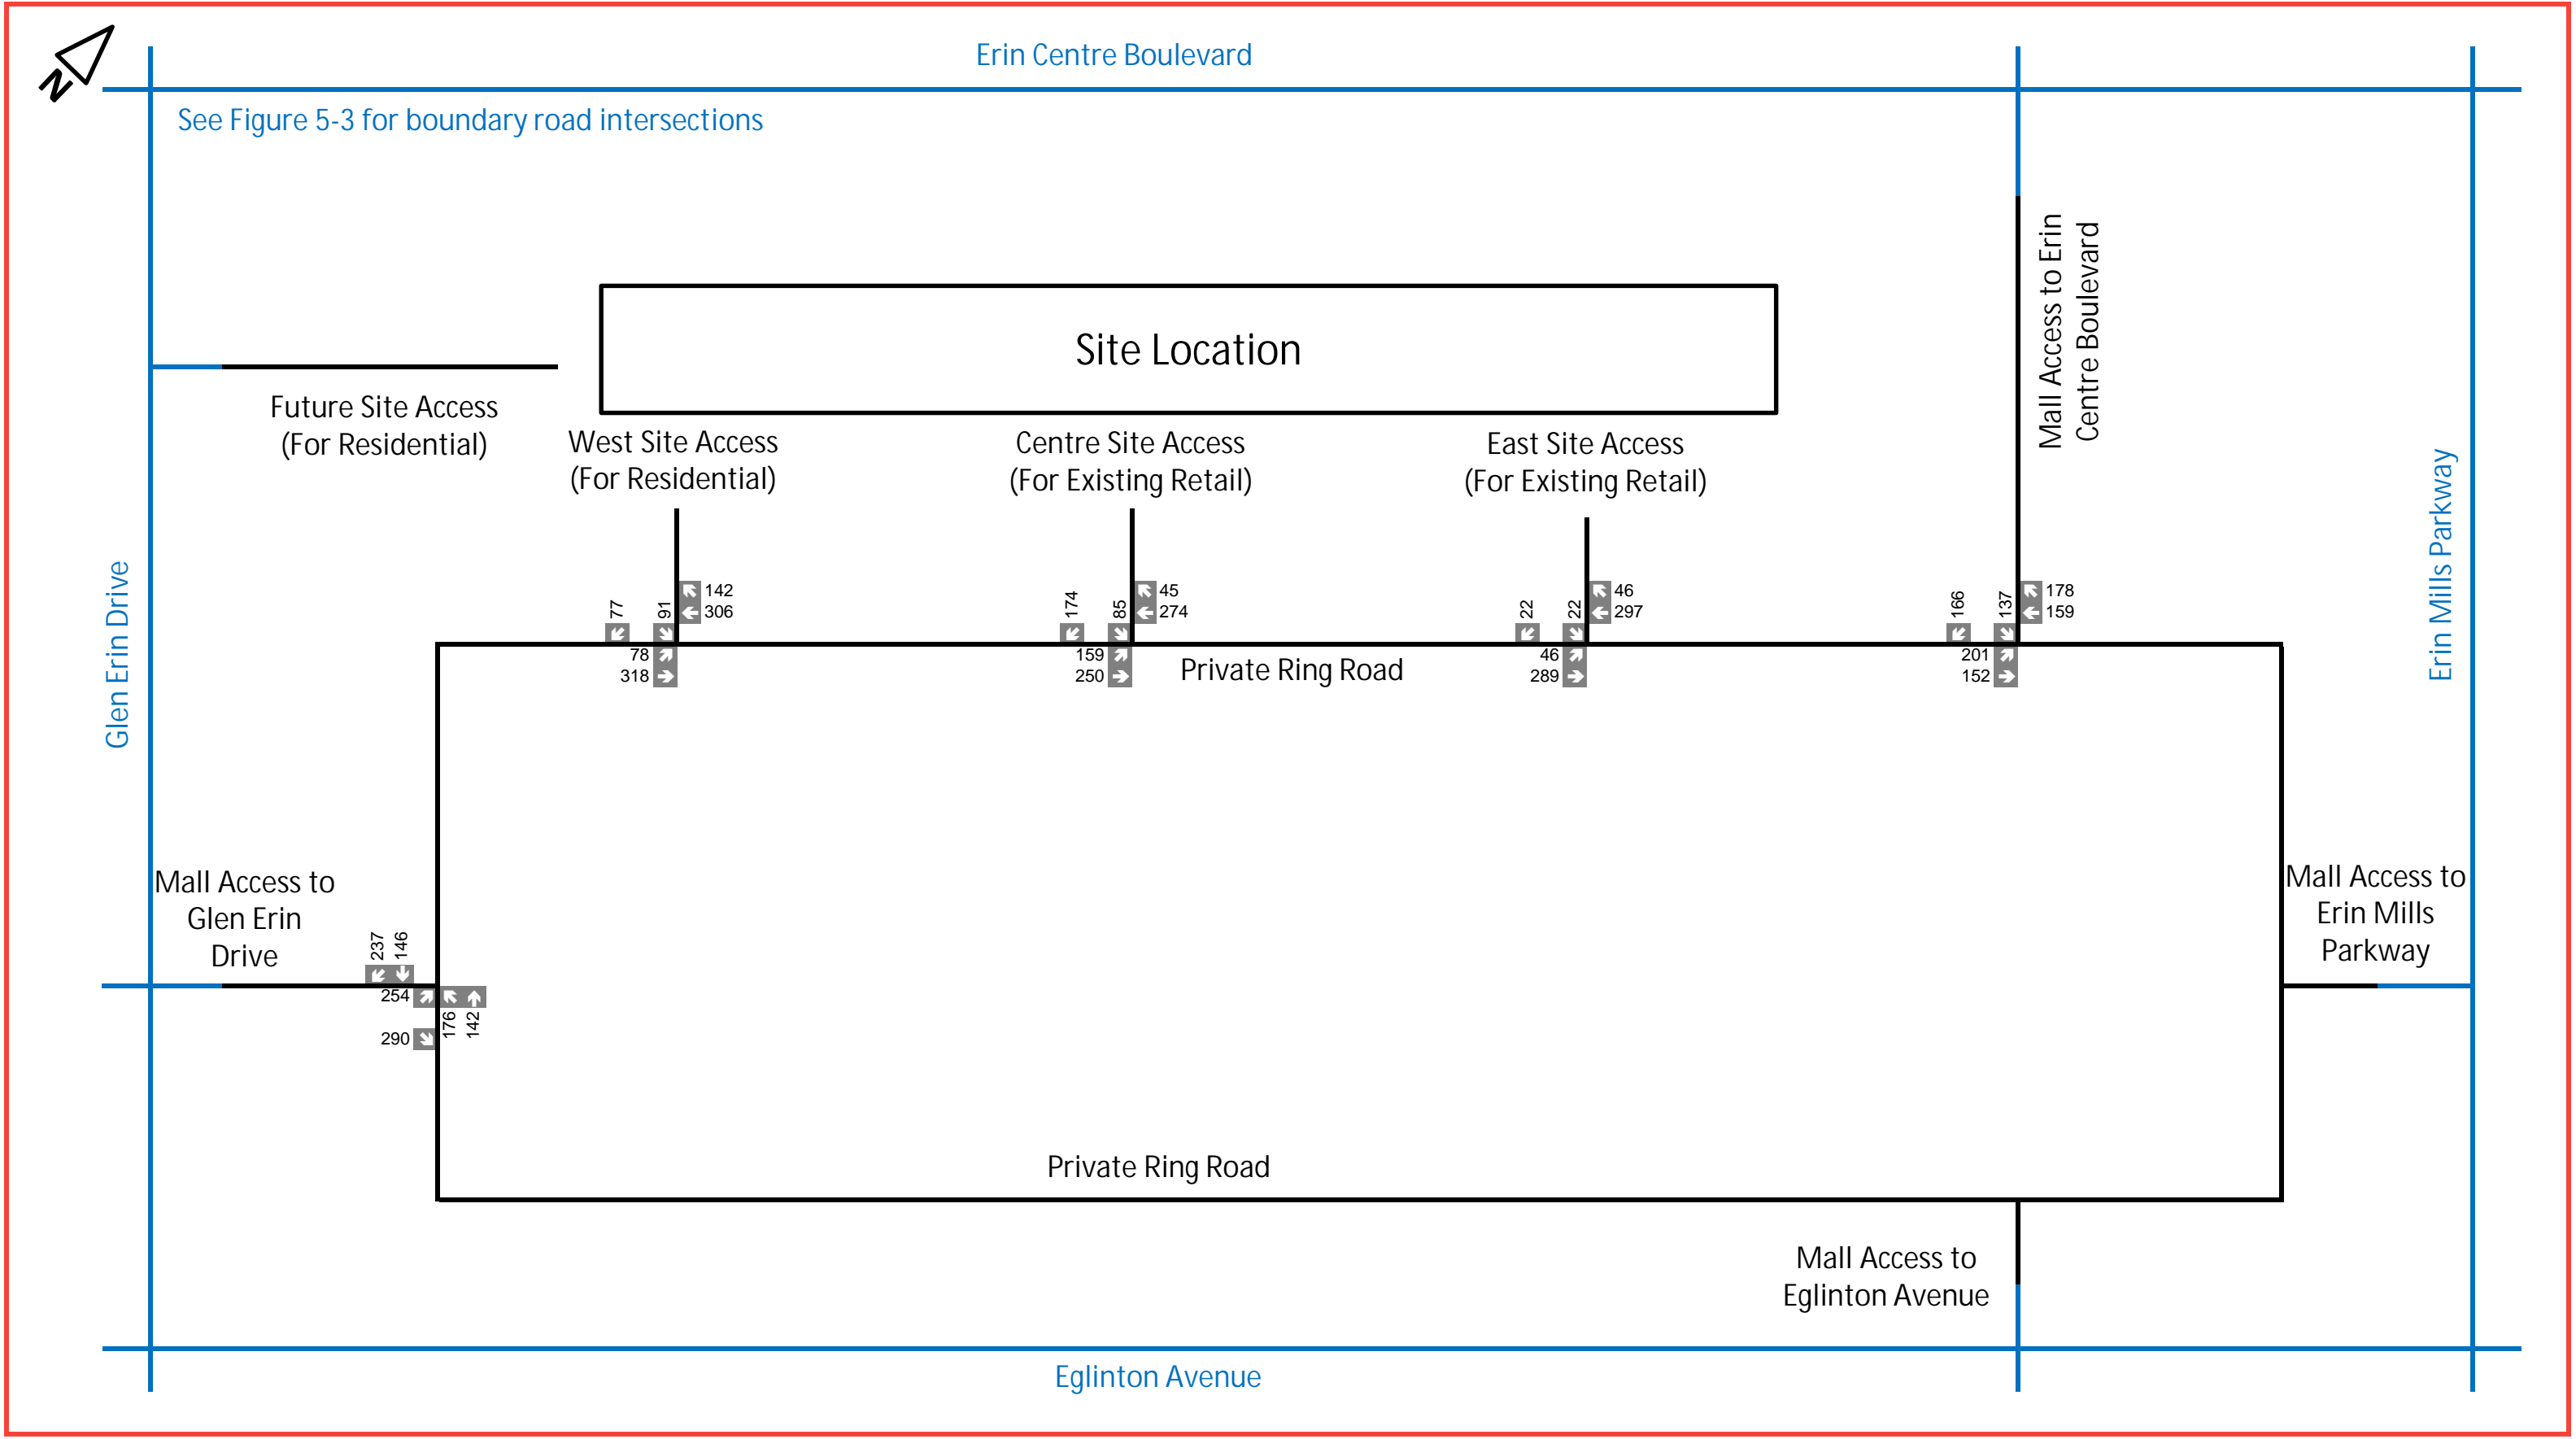 N
Erin Centre Boulevard
See Figure 5-3 for boundary road intersections
Site Location
Mall Access to Erin
Centre Boulevard
Future Site Access
(For Residential)
West Site Access
(For Residential)
Centre Site Access
(For Existing Retail)
East Site Access
(For Existing Retail)
Glen Erin Drive
Erin Mills Parkway
77
91
142
306
78
318
174
85
45
274
159
250
22
22
46
297
46
289
166
137
178
159
201
152
Private Ring Road
Mall Access to
Glen Erin
Drive
237
146
254
290
176
142
Mall Access to
Erin Mills
Parkway
Private Ring Road
Mall Access to
Eglinton Avenue
Eglinton Avenue